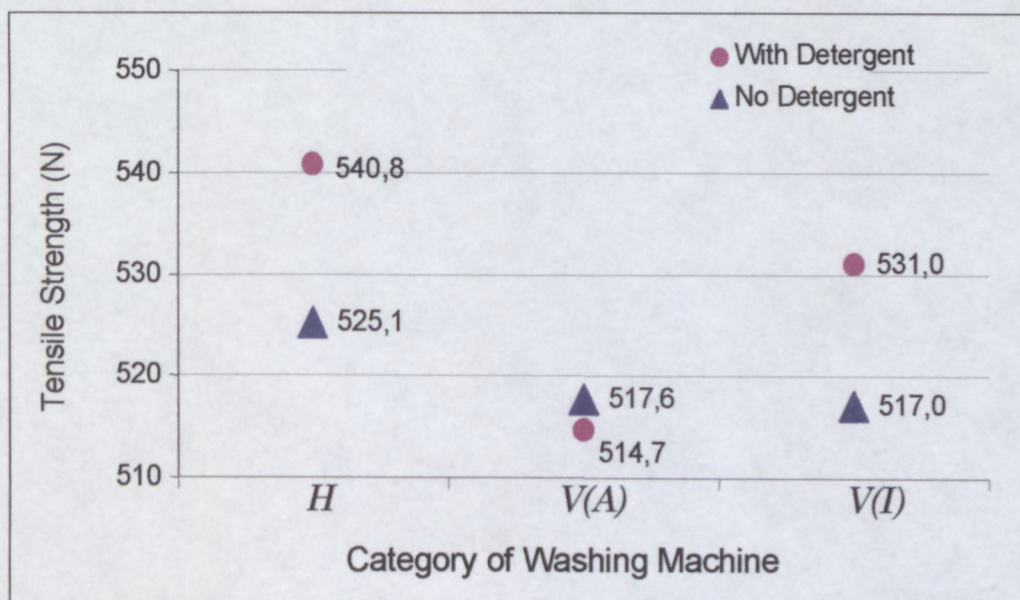 With Detergent
No Detergent
Tensile Strength (N)
550
540
530
520
510
540,8
525,1
517,6
514,7
531,0
517,0
H
V(A)
V(I)
Category of Washing Machine